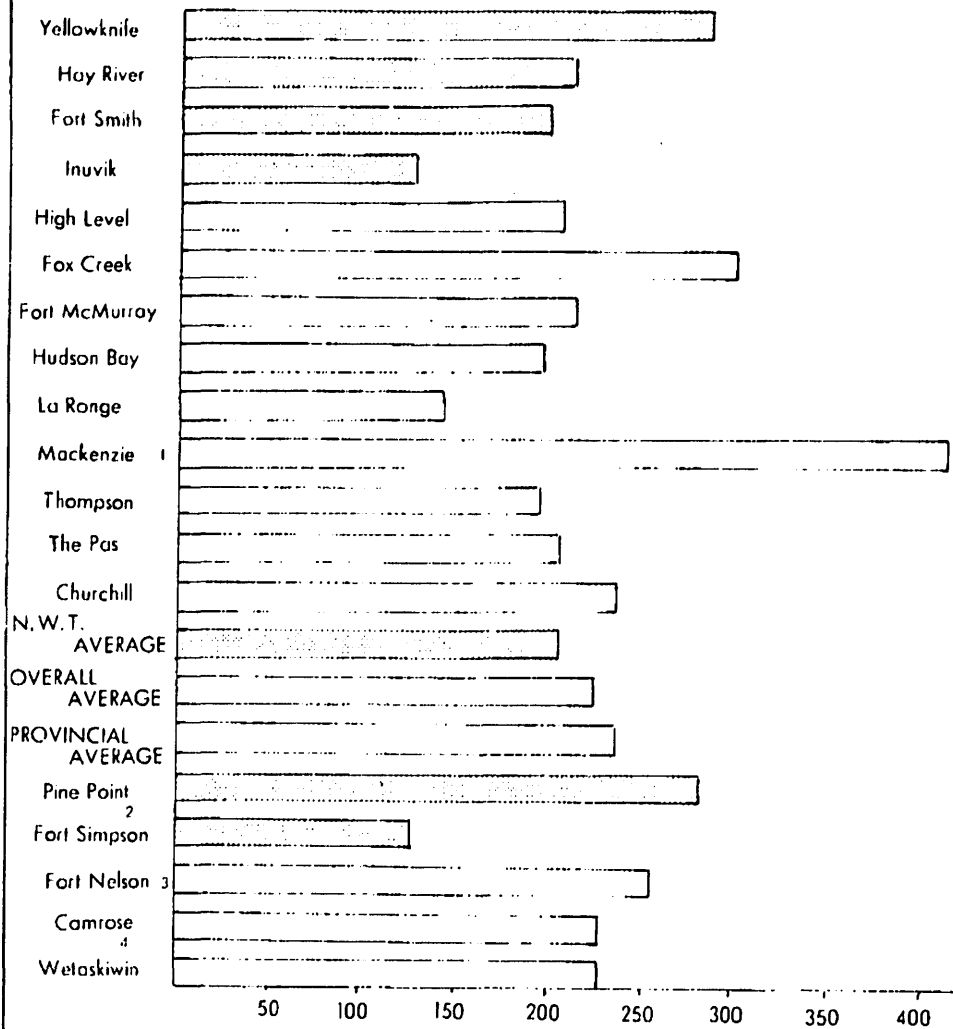 Yellowknife
Hay River
Fort Smith
Inuvik
High Level
Fox Creek
Fort McMurray
Hudson Bay
La Ronge
Mackenzie 1
Thompson
The Pas
Churchill
N.W.T.
AVERAGE
OVERALL
AVERAGE
PROVINCIAL
AVERAGE
Pine Point
2
Fort Simpson
Fort Nelson 3
Camrose
4
Wetaskiwin
50 100 150 200 250 300 350 400